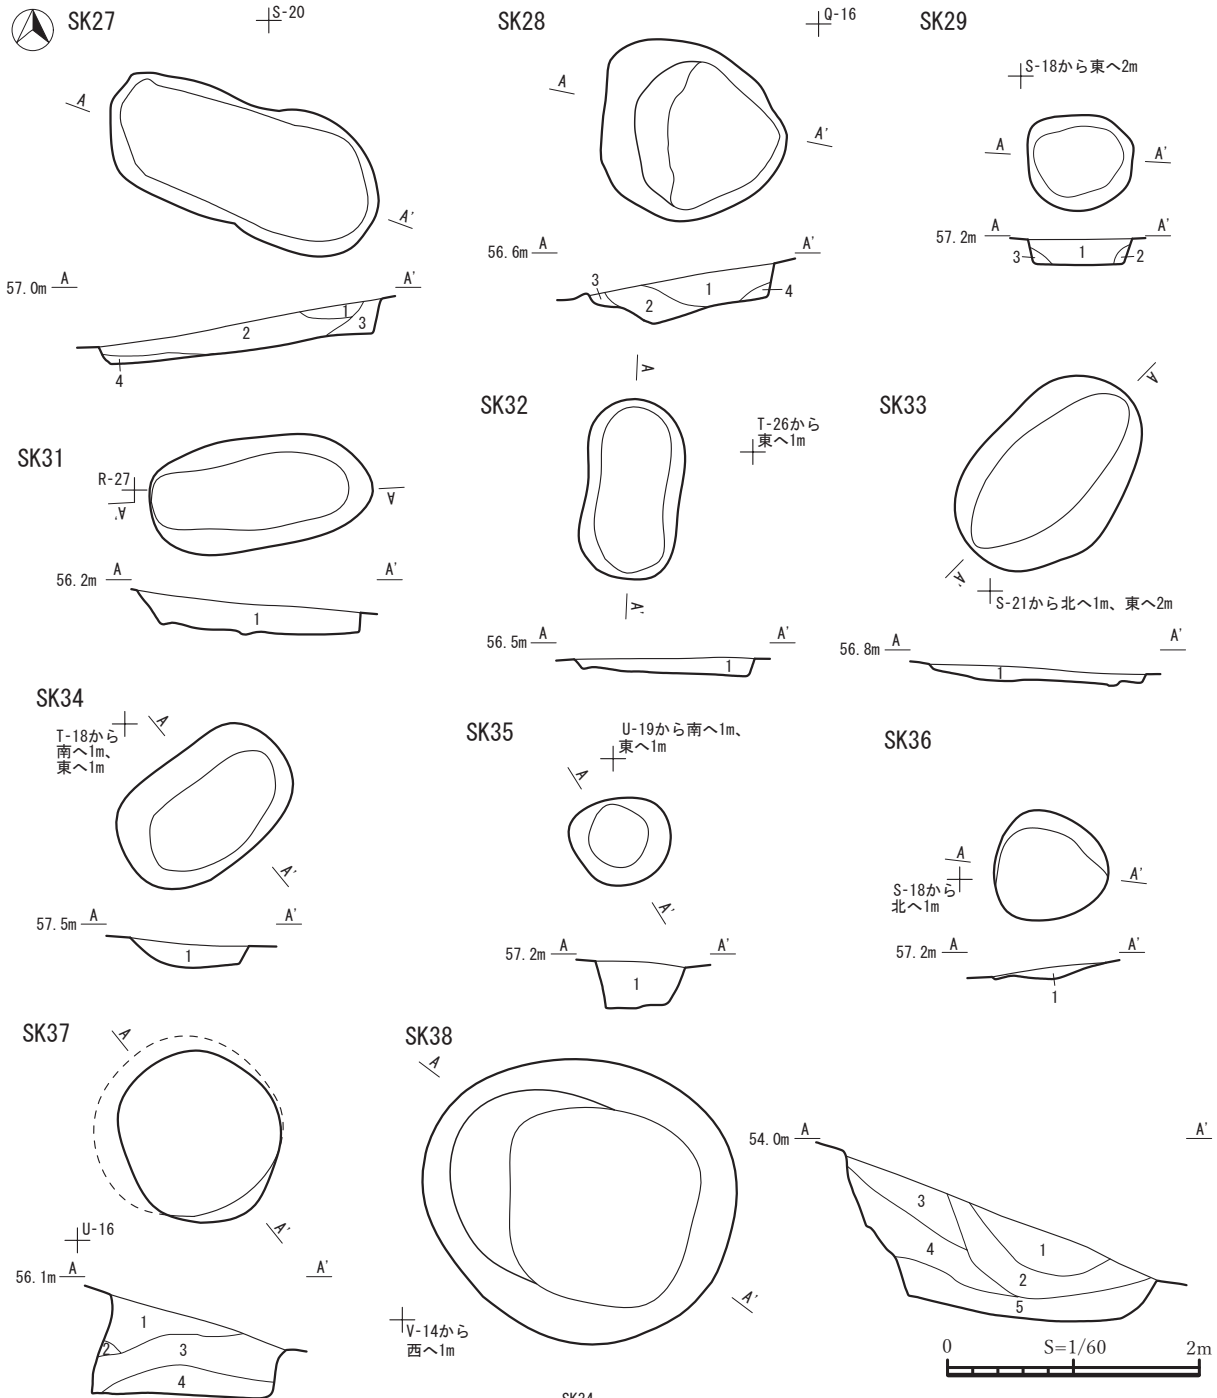 SK27
S-20
A
A'
57.0m A
A'
1
2
3
4
SK28
Q-16
A
A'
56.6m A
A'
3
2
1
4
SK29
S-18から東へ2m
A
A'
57.2m A
A'
3
1
2
SK31
R-27
A'
A
56.2m A
A'
1
SK32
A
T-26から
東へ1m
A'
56.5m A
A'
1
SK33
A
A'
S-21から北へ1m、東へ2m
56.8m A
A'
1
SK34
T-18から
南へ1m、
東へ1m
A
A'
57.5m A
A'
1
SK35
U-19から南へ1m、
東へ1m
A
A'
57.2m A
A'
1
SK36
A
A'
S-18から
北へ1m
57.2m A
A'
1
SK37
A
A'
U-16
56.1m A
A'
1
2
3
4
SK38
A
A'
V-14から
西へ1m
54.0m A
A'
3
4
1
2
5
0 S=1/60 2m
SK34